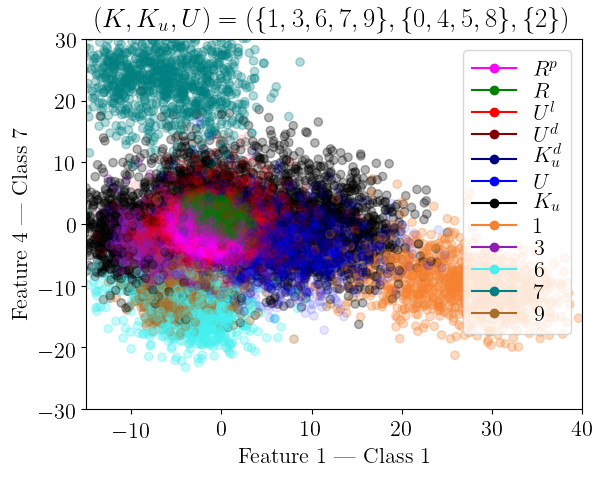 (K, K_u, U) = ({1, 3, 6, 7, 9}, {0, 4, 5, 8}, {2})
Feature 4 — Class 7
30
20
10
0
−10
−20
−30
R^p
R
U^l
U^d
K_u^d
U
K_u
1
3
6
7
9
−10
0
10
20
30
40
Feature 1 — Class 1